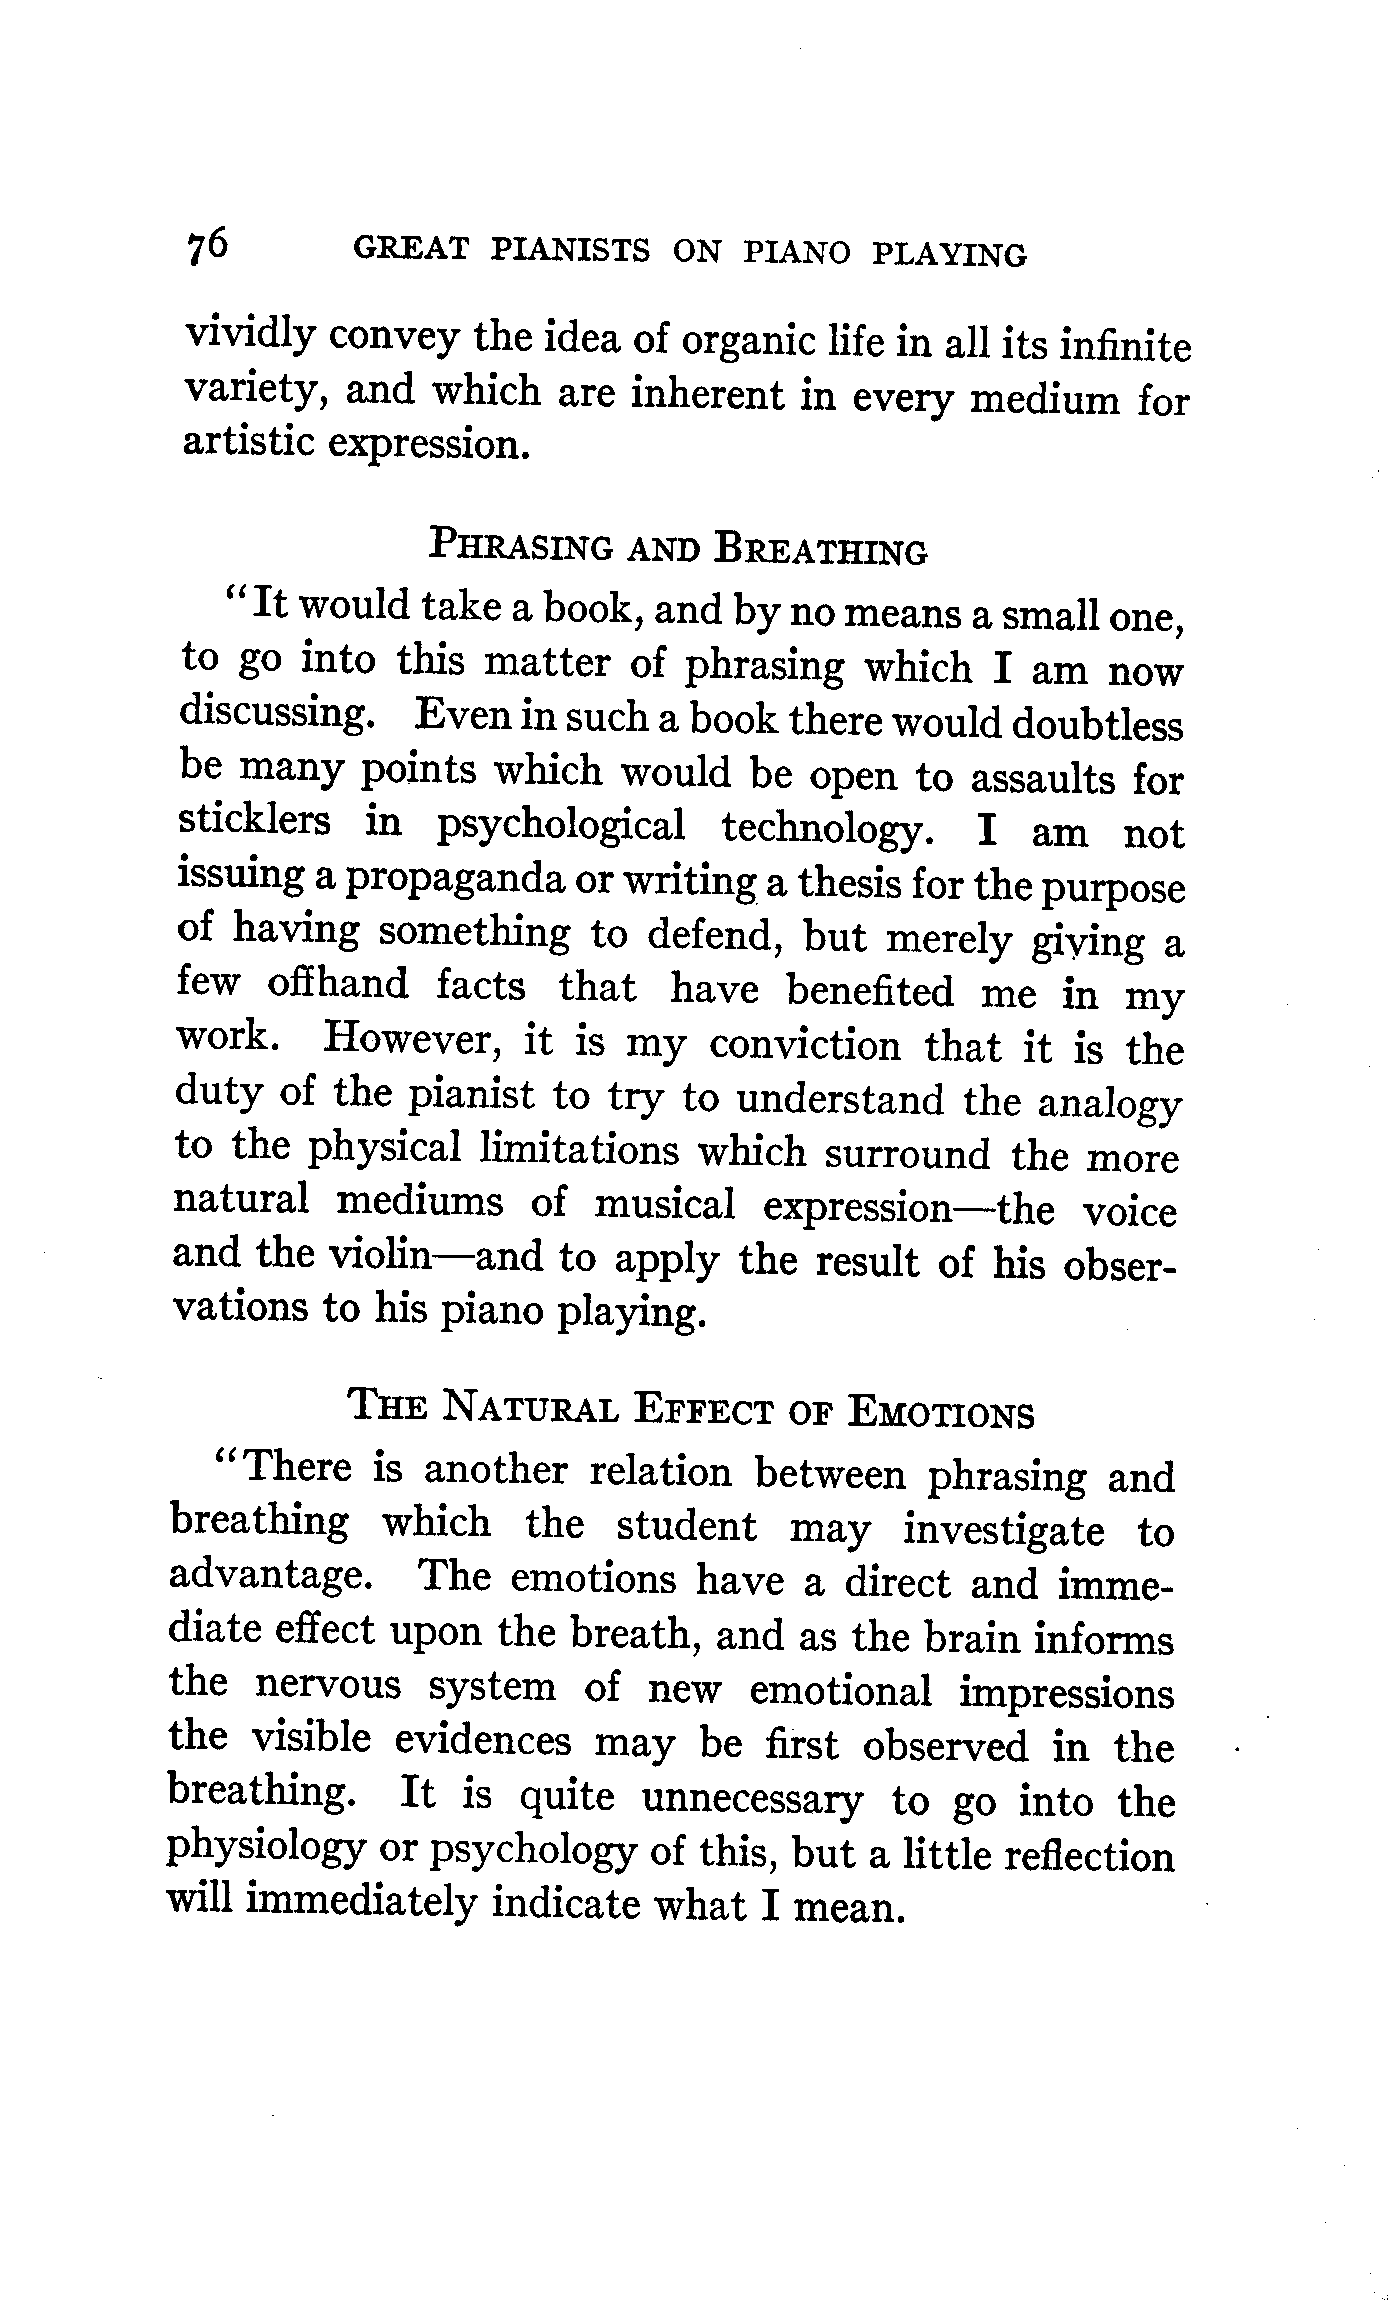 76 GREAT PIANISTS ON PIANO PLAYING
vividly convey the idea of organic life in all its infinite
variety, and which are inherent in every medium for
artistic expression.
PHRASING AND BREATHING
"It would take a book, and by no means a small one,
to go into this matter of phrasing which I am now
discussing. Even in such a book there would doubtless
be many points which would be open to assaults for
sticklers in psychological technology. I am not
issuing a propaganda or writing a thesis for the purpose
of having something to defend, but merely giving a
few offhand facts that have benefited me in my
work. However, it is my conviction that it is the
duty of the pianist to try to understand the analogy
to the physical limitations which surround the more
natural mediums of musical expression—the voice
and the violin—and to apply the result of his obser-
vations to his piano playing.
THE NATURAL EFFECT OF EMOTIONS
"There is another relation between phrasing and
breathing which the student may investigate to
advantage. The emotions have a direct and imme-
diate effect upon the breath, and as the brain informs
the nervous system of new emotional impressions
the visible evidences may be first observed in the
breathing. It is quite unnecessary to go into the
physiology or psychology of this, but a little reflection
will immediately indicate what I mean.